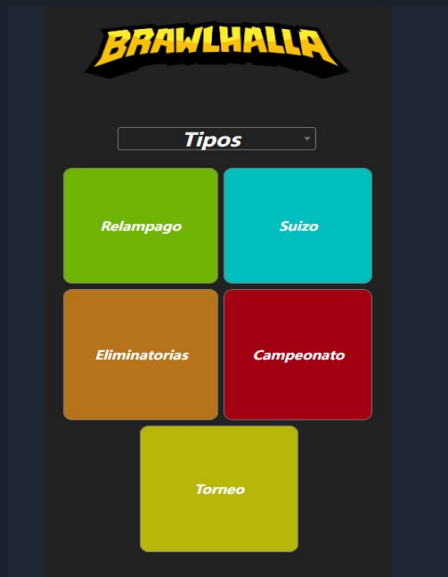 BRAWLHALLA
Tipos
Relampago
Suizo
Eliminatorias
Campeonato
Torneo